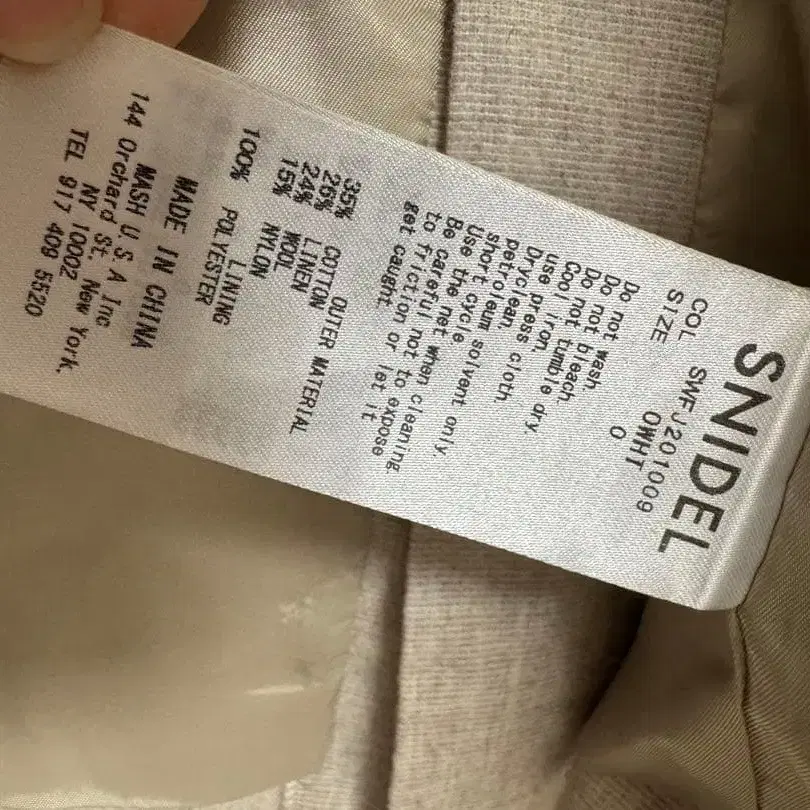 SNIDEL
SWFJ201009
COL OWHT
SIZE 0
Do not wash.
Do not bleach.
Do not tumble dry.
Cool iron.
use press cloth.
Dryclean.
petroleum solvent only.
short cycle
Use the net when cleaning.
Be careful not to expose
to friction or let it
get caught.
OUTER MATERIAL
35% COTTON
26% LINEN
24% WOOL
15% NYLON
LINING
100% POLYESTER
MADE IN CHINA
MASH U S A Inc
144 Orchard St. New York,
NY 10002
TEL 917 409 5520